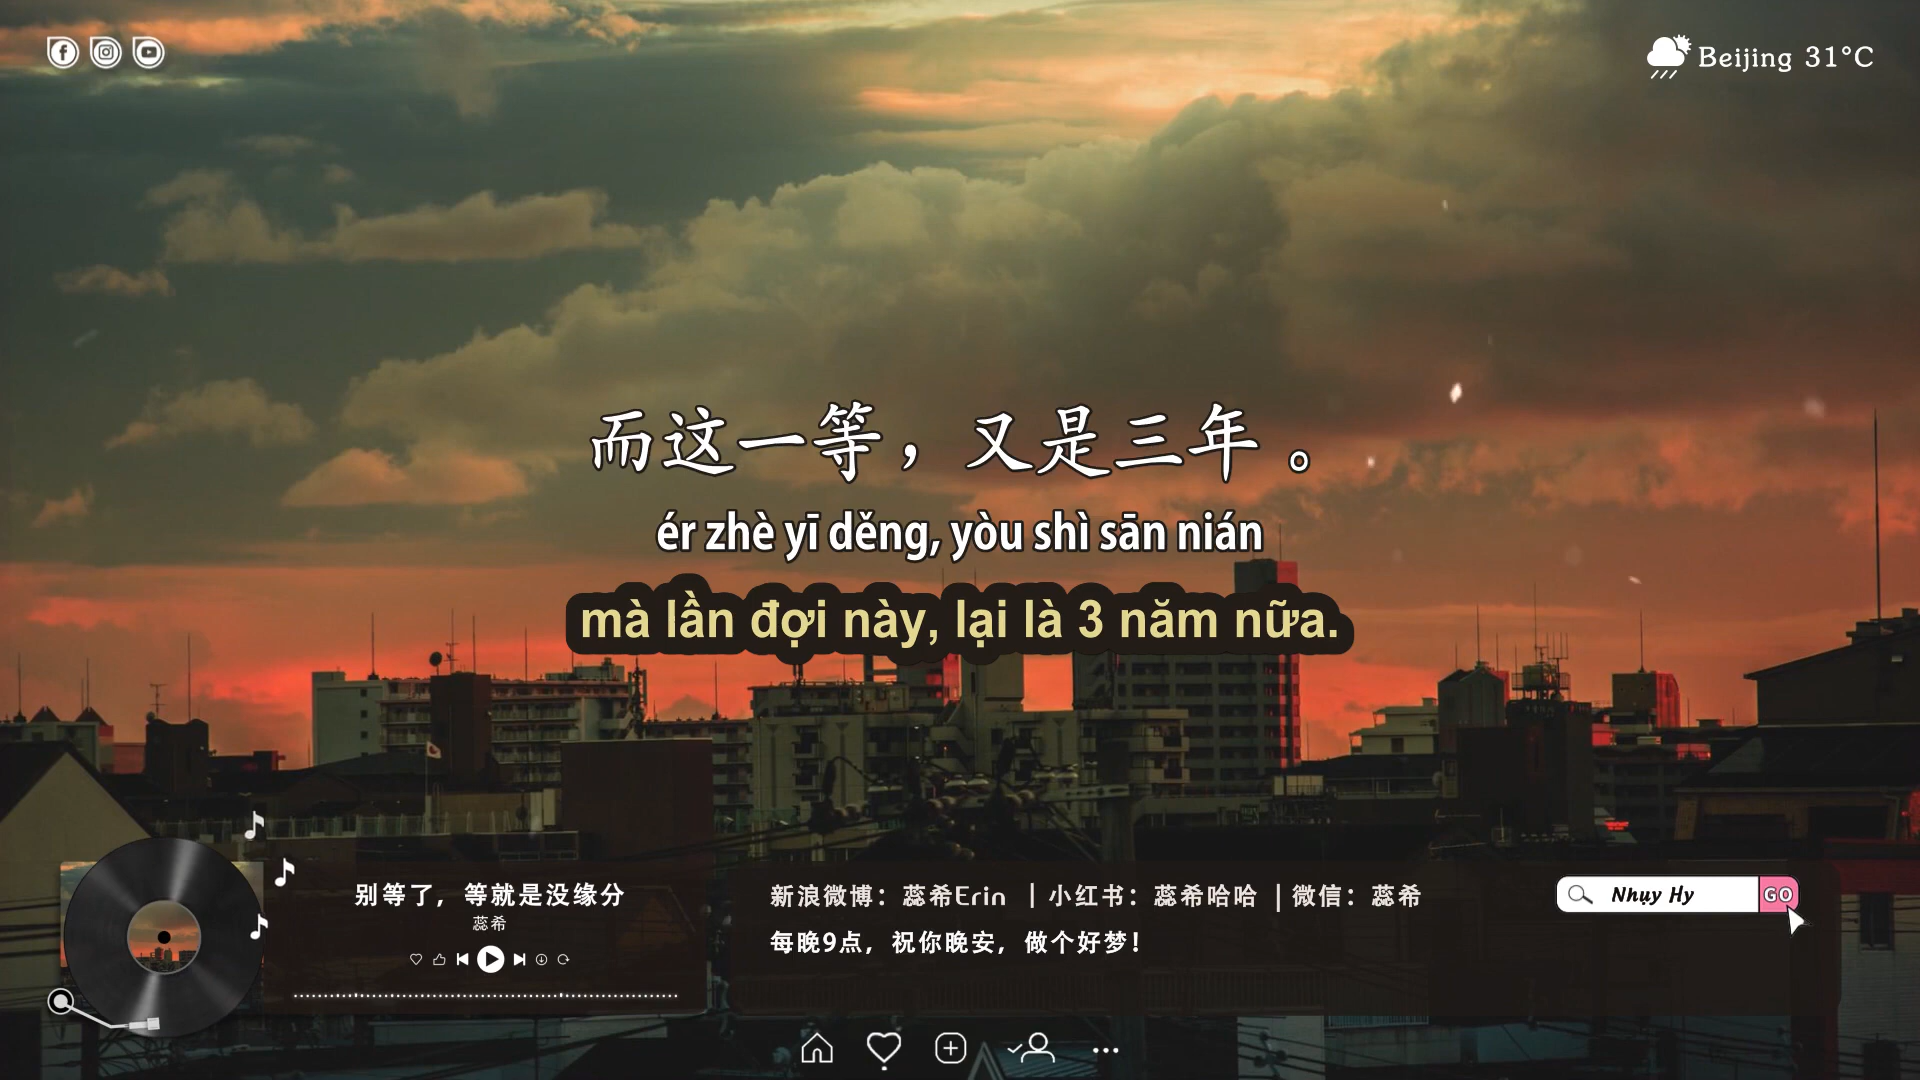 Beijing 31°C
而这一等，又是三年。
ér zhè yī děng, yòu shì sān nián
mà lần đợi này, lại là 3 năm nữa.
别等了，等就是没缘分
蕊希
新浪微博：蕊希Erin ｜小红书：蕊希哈哈 ｜微信：蕊希
每晚9点，祝你晚安，做个好梦！
Nhụy Hy
GO